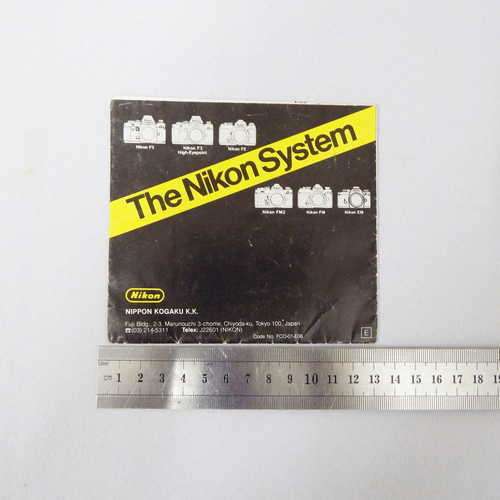 Nikon F3
Nikon F3
High-Eyepoint
Nikon FE
The Nikon System
Nikon FM2
Nikon FM
Nikon EM
Nikon
NIPPON KOGAKU K.K.
Fuji Bldg., 2-3, Marunouchi 3-chome, Chiyoda-ku, Tokyo 100, Japan
☎(03) 214-5311 Telex: J22601 (NIKON)
E
cm 1 2 3 4 5 6 7 8 9 10 11 12 13 14 15 16 17 18 19